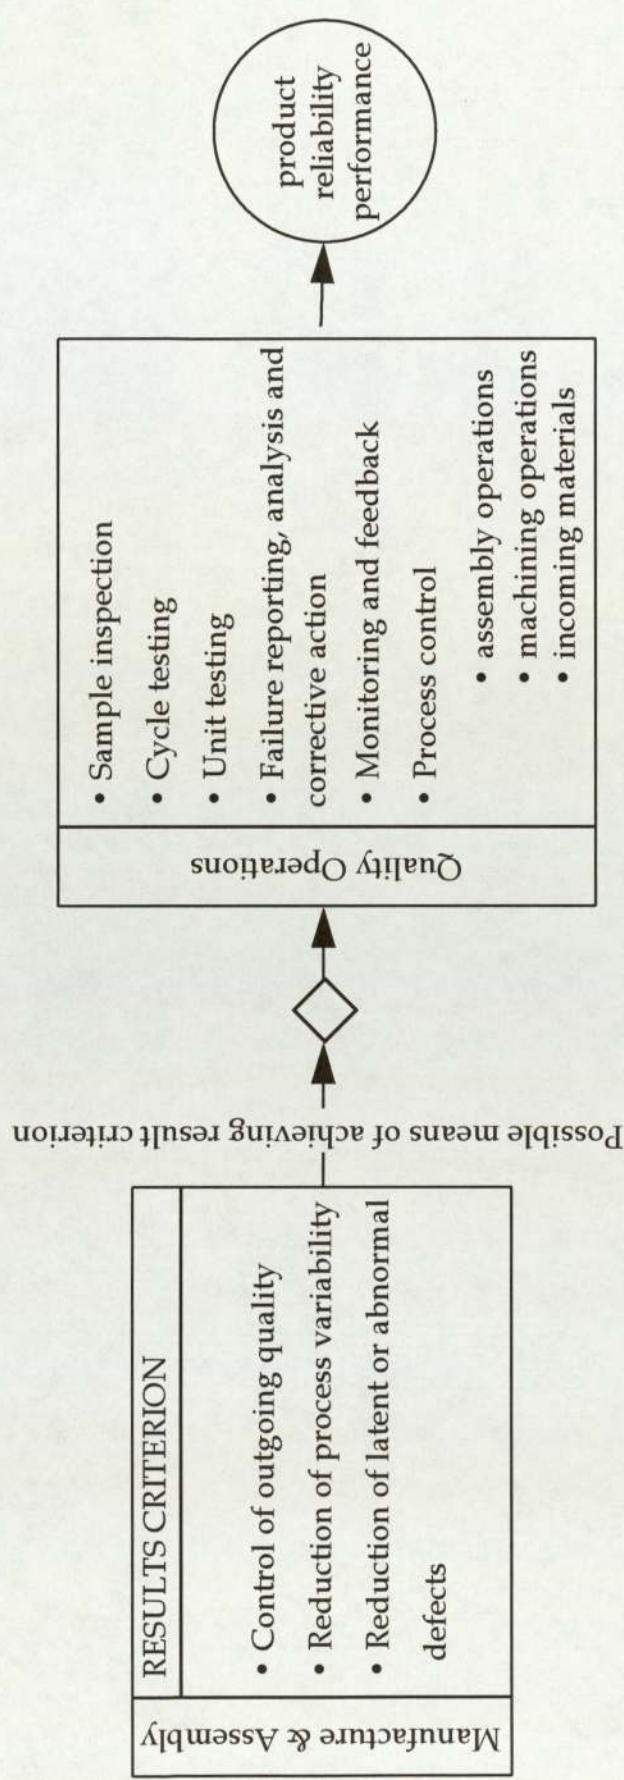 Manufacture & Assembly
RESULTS CRITERION
• Control of outgoing quality
• Reduction of process variability
• Reduction of latent or abnormal
defects
Possible means of achieving result criterion
Quality Operations
• Sample inspection
• Cycle testing
• Unit testing
• Failure reporting, analysis and
corrective action
• Monitoring and feedback
• Process control
• assembly operations
• machining operations
• incoming materials
product
reliability
performance